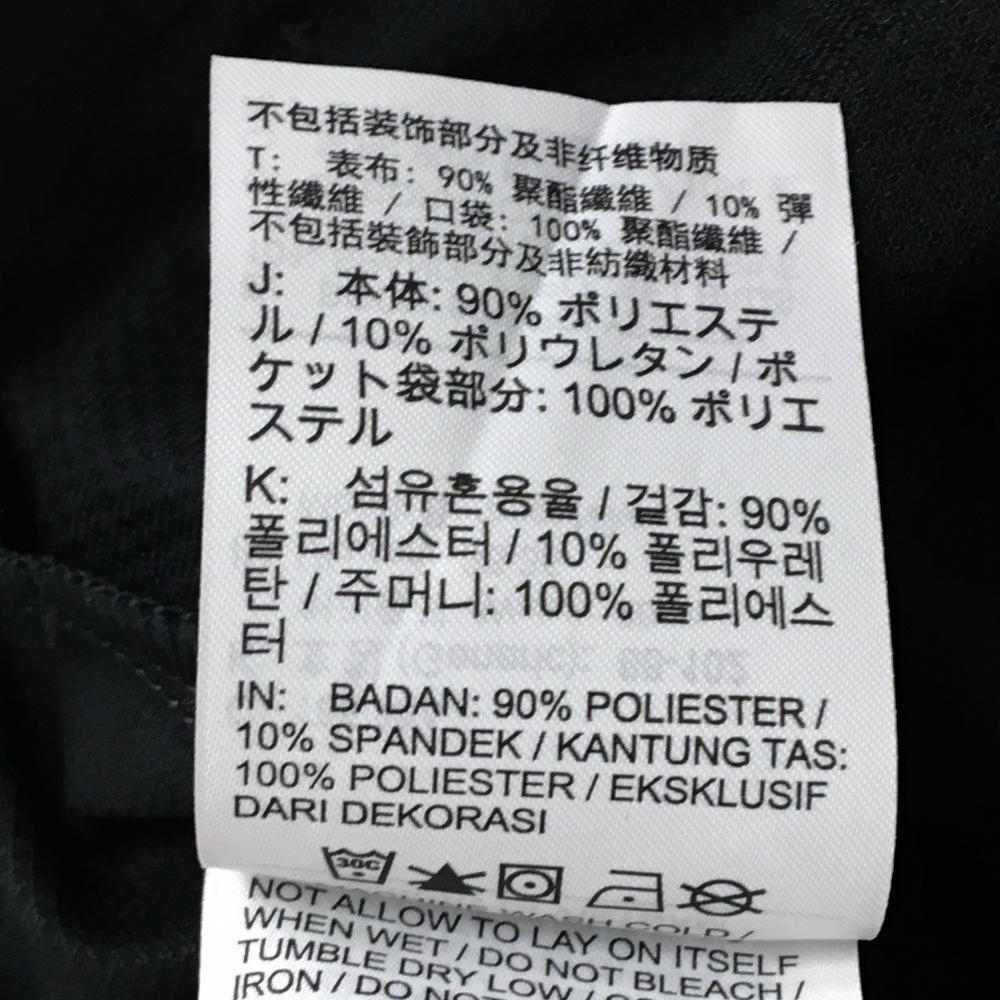 不包括装饰部分及非纤维物质
T: 表布: 90% 聚酯纖維 / 10% 彈
性纖維 / 口袋: 100% 聚酯纖維 /
不包括裝飾部分及非紡織材料
J: 本体: 90% ポリエステ
ル / 10% ポリウレタン / ポ
ケット袋部分: 100% ポリエ
ステル
K: 섬유혼용율 / 겉감: 90%
폴리에스터 / 10% 폴리우레
탄 / 주머니: 100% 폴리에스
터
IN: BADAN: 90% POLIESTER /
10% SPANDEK / KANTUNG TAS:
100% POLIESTER / EKSKLUSIF
DARI DEKORASI
30C
NOT ALLOW TO LAY ON ITSELF
WHEN WET / DO NOT BLEACH /
TUMBLE DRY LOW /
IRON / DO NOT